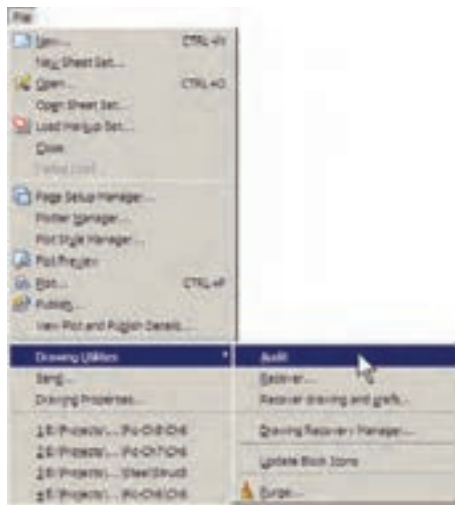 File
New... CTRL+N
New Sheet Set...
Open... CTRL+O
Open Sheet Set...
Load Markup Set...
Close
Page Setup Manager...
Plotter Manager...
Plot Style Manager...
Plot Preview
Plot... CTRL+P
Publish...
View Plot and Publish Details...
Drawing Utilities
Audit
Send...
Recover...
Drawing Properties...
Recover drawing and xrefs...
Drawing Recovery Manager...
Update Block Icons
Purge...